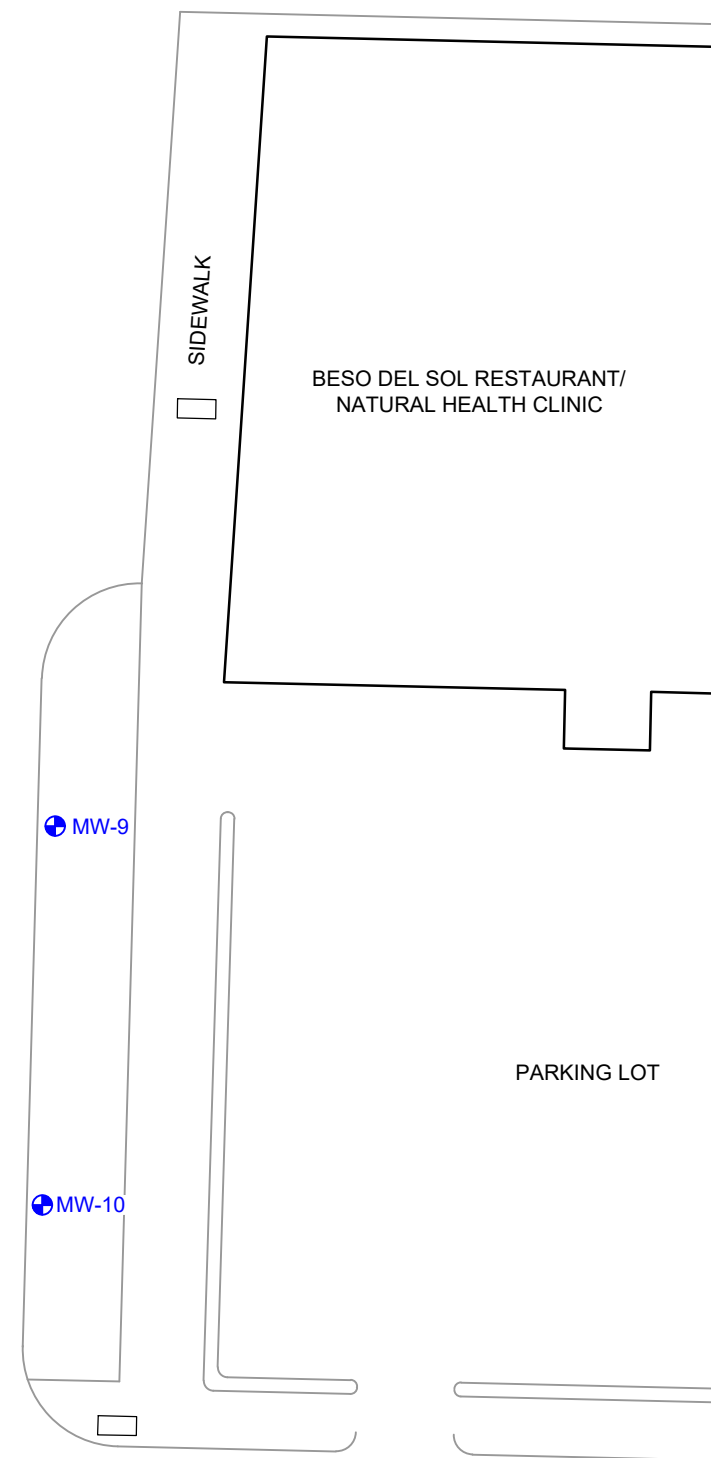 SIDEWALK
BESO DEL SOL RESTAURANT/
NATURAL HEALTH CLINIC
MW-9
PARKING LOT
MW-10